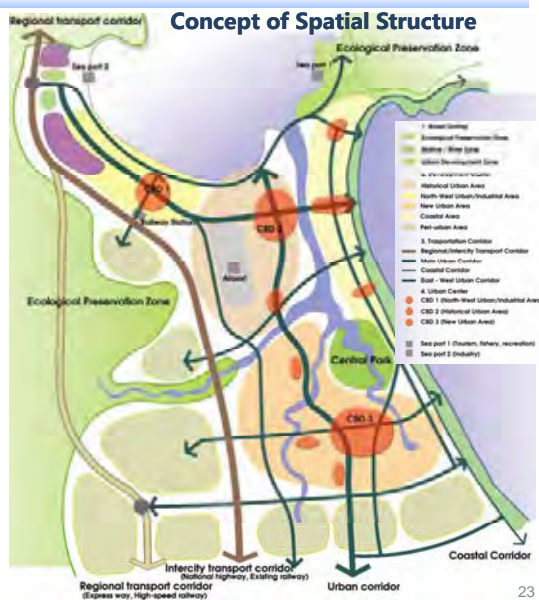 Concept of Spatial Structure
Regional transport corridor
Ecological Preservation Zone
Sea port 2
Sea port
1. Broad Zoning
Ecological Preservation Zone
Urban Development Zone
Historical Urban Area
North-West Urban/Industrial Area
New Urban Area
Coastal Area
Peri-urban Area
3. Trasportation Corridor
Regional/Intercity Transport Corridor
Main Urban Corridor
Coastal Corridor
East - West Urban Corridor
4. Urban Center
CBD 1 (North-West Urban/Industrial Area)
CBD 2 (Historical Urban Area)
CBD 3 (New Urban Area)
Sea port 1 (Tourism, fishery, recreation)
Sea port 2 (Industry)
CBD 1
Railway Station
CBD 2
Airport
Ecological Preservation Zone
Central Park
CBD 3
Coastal Corridor
Intercity transport corridor
(National highway, Existing railway)
Regional transport corridor
(Express way, High-speed railway)
Urban corridor
23